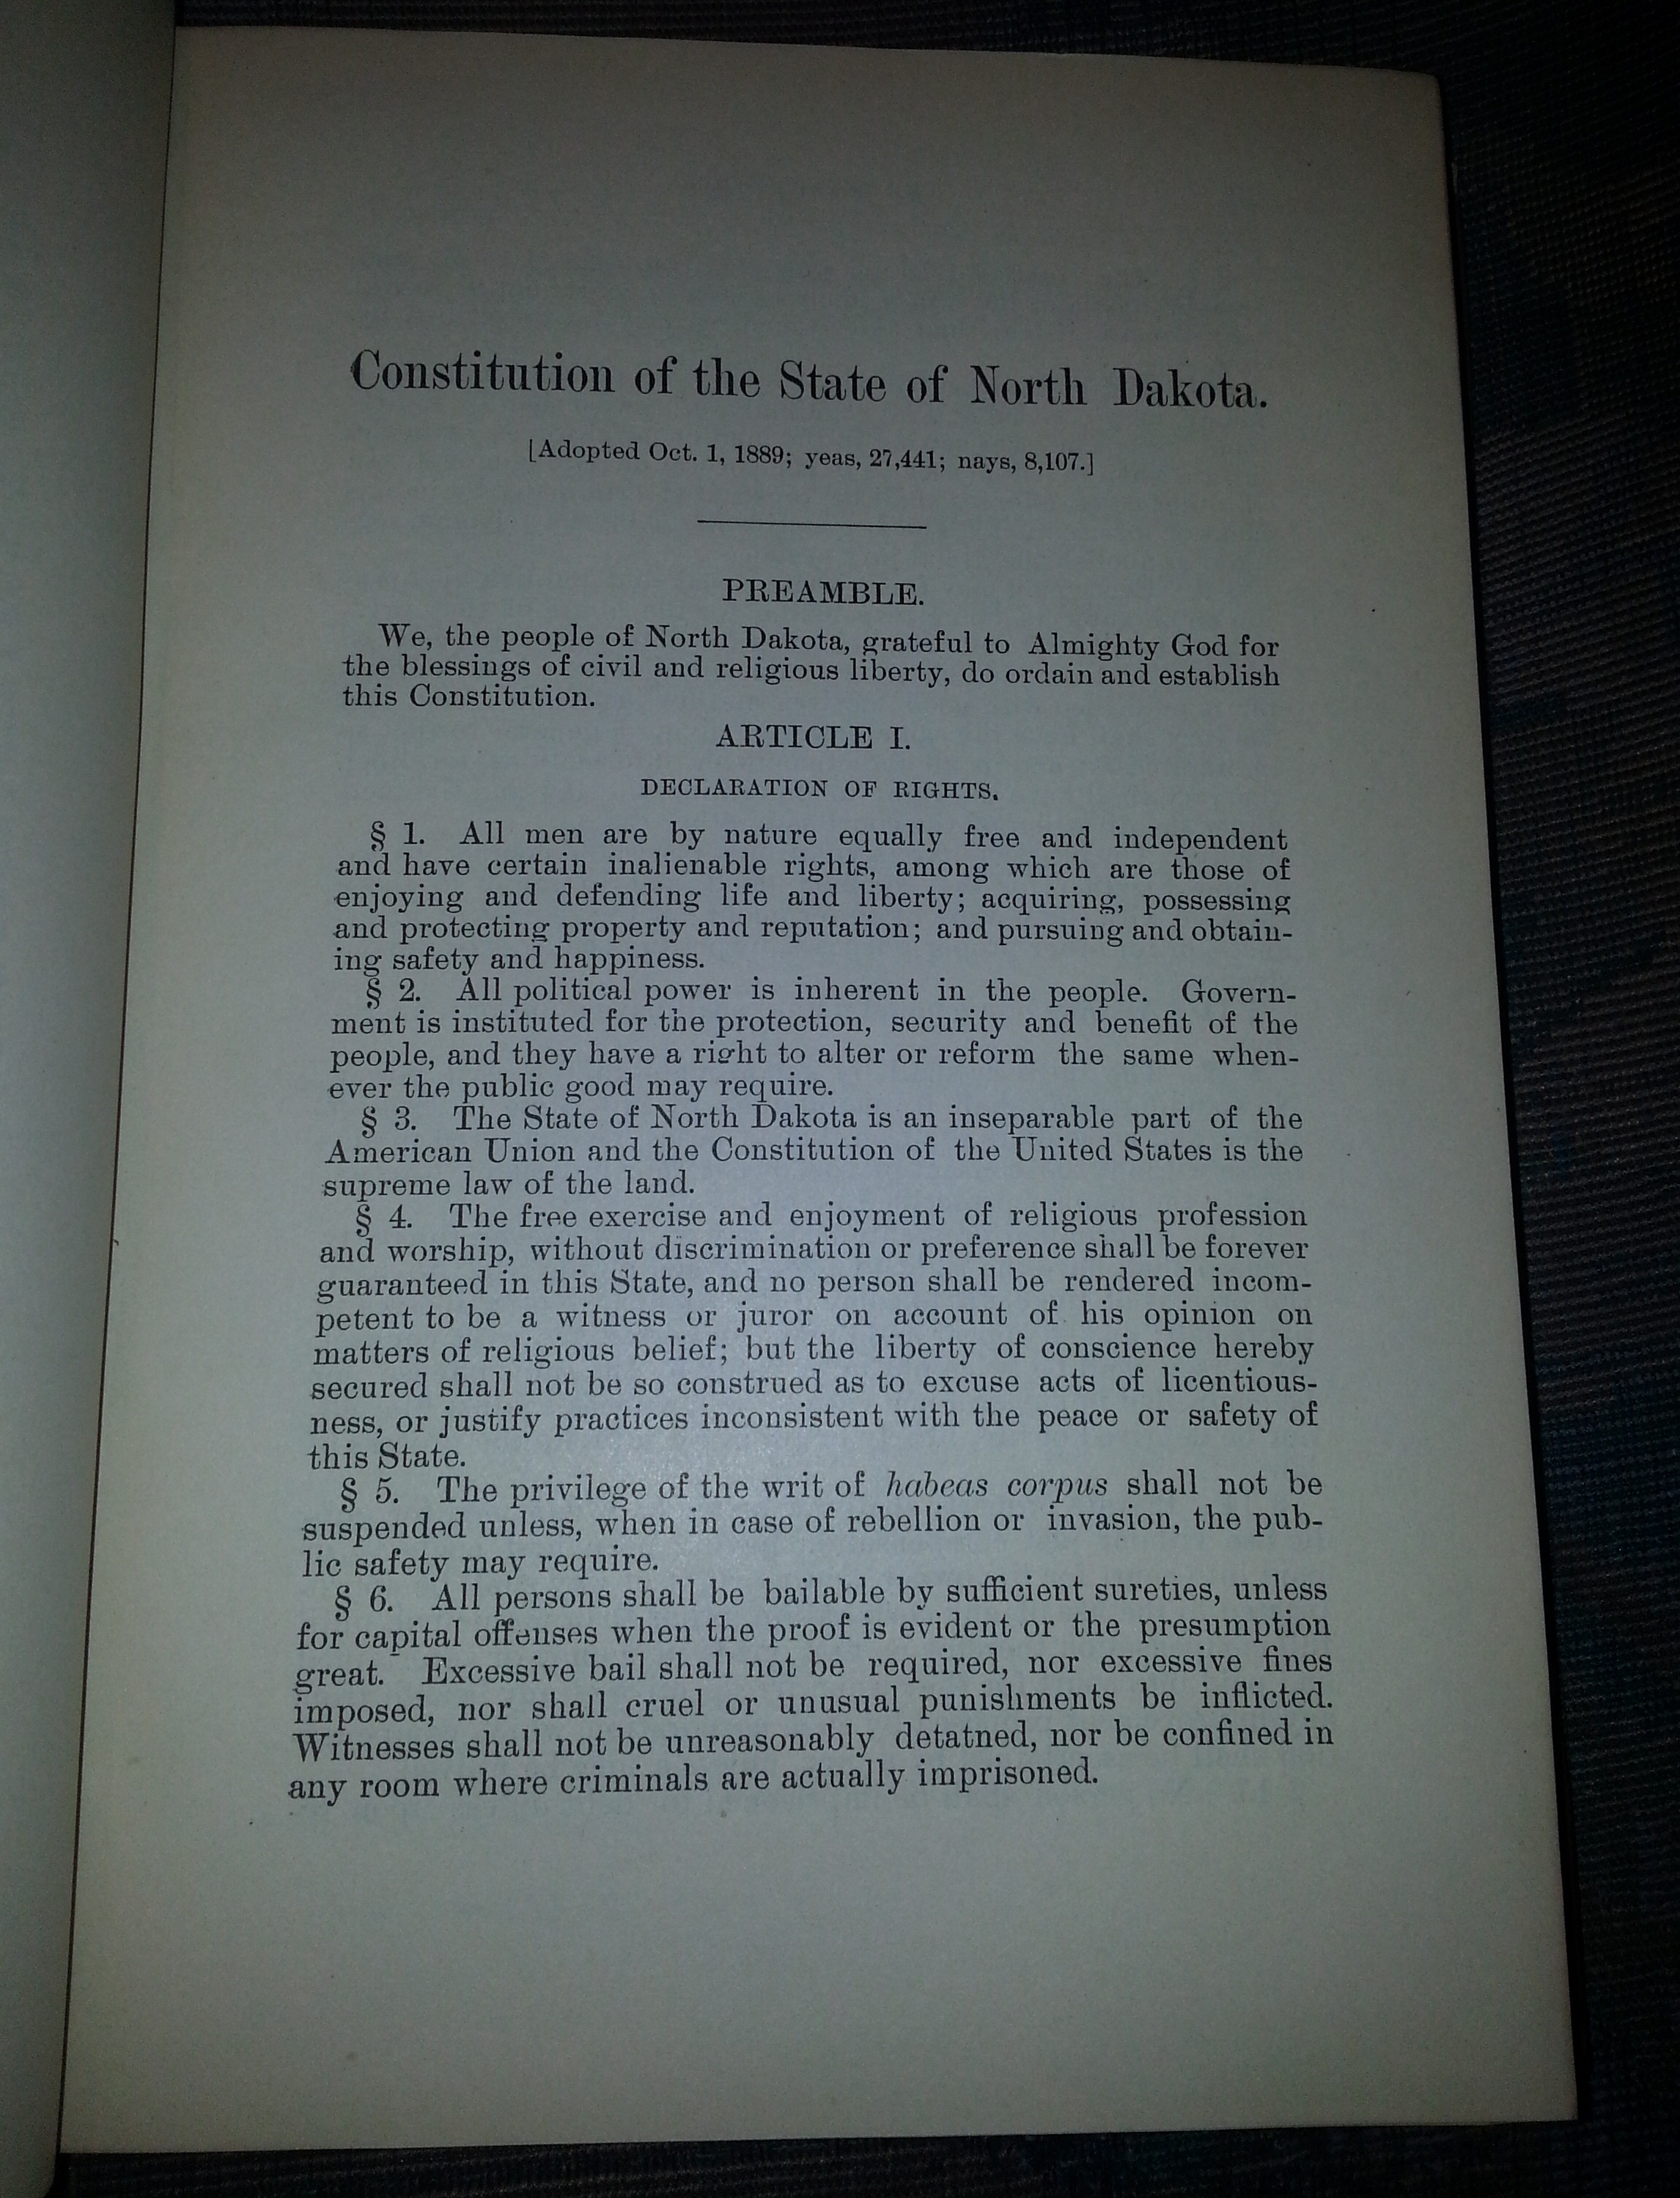 Constitution of the State of North Dakota.
[Adopted Oct. 1, 1889; yeas, 27,441; nays, 8,107.]
PREAMBLE.
We, the people of North Dakota, grateful to Almighty God for
the blessings of civil and religious liberty, do ordain and establish
this Constitution.
ARTICLE I.
DECLARATION OF RIGHTS.
§ 1. All men are by nature equally free and independent
and have certain inalienable rights, among which are those of
enjoying and defending life and liberty; acquiring, possessing
and protecting property and reputation; and pursuing and obtain-
ing safety and happiness.
§ 2. All political power is inherent in the people. Govern-
ment is instituted for the protection, security and benefit of the
people, and they have a right to alter or reform the same when-
ever the public good may require.
§ 3. The State of North Dakota is an inseparable part of the
American Union and the Constitution of the United States is the
supreme law of the land.
§ 4. The free exercise and enjoyment of religious profession
and worship, without discrimination or preference shall be forever
guaranteed in this State, and no person shall be rendered incom-
petent to be a witness or juror on account of his opinion on
matters of religious belief; but the liberty of conscience hereby
secured shall not be so construed as to excuse acts of licentious-
ness, or justify practices inconsistent with the peace or safety of
this State.
§ 5. The privilege of the writ of habeas corpus shall not be
suspended unless, when in case of rebellion or invasion, the pub-
lic safety may require.
§ 6. All persons shall be bailable by sufficient sureties, unless
for capital offenses when the proof is evident or the presumption
great. Excessive bail shall not be required, nor excessive fines
imposed, nor shall cruel or unusual punishments be inflicted.
Witnesses shall not be unreasonably detatned, nor be confined in
any room where criminals are actually imprisoned.